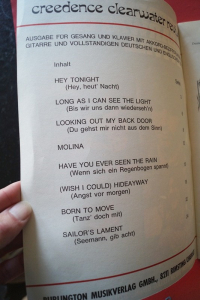 creedence clearwater
AUSGABE FÜR GESANG UND KLAVIER MIT
GITARRE UND VOLLSTÄNDIGEN DEUTSCHEN UND
Inhalt
HEY TONIGHT
(Hey, heut' Nacht)
LONG AS I CAN SEE THE LIGHT
(Bis wir uns dann wiedersehn)
LOOKING OUT MY BACK DOOR
(Du gehst mir nicht aus dem Sinn)
MOLINA
HAVE YOU EVER SEEN THE RAIN
(Wenn sich ein Regenbogen spannt)
(WISH I COULD) HIDEAWAY
(Angst vor morgen)
BORN TO MOVE
(Tanz' doch mit)
SAILOR'S LAMENT
(Seemann, gib acht)
BURLINGTON MUSIKVERLAG GMBH.,